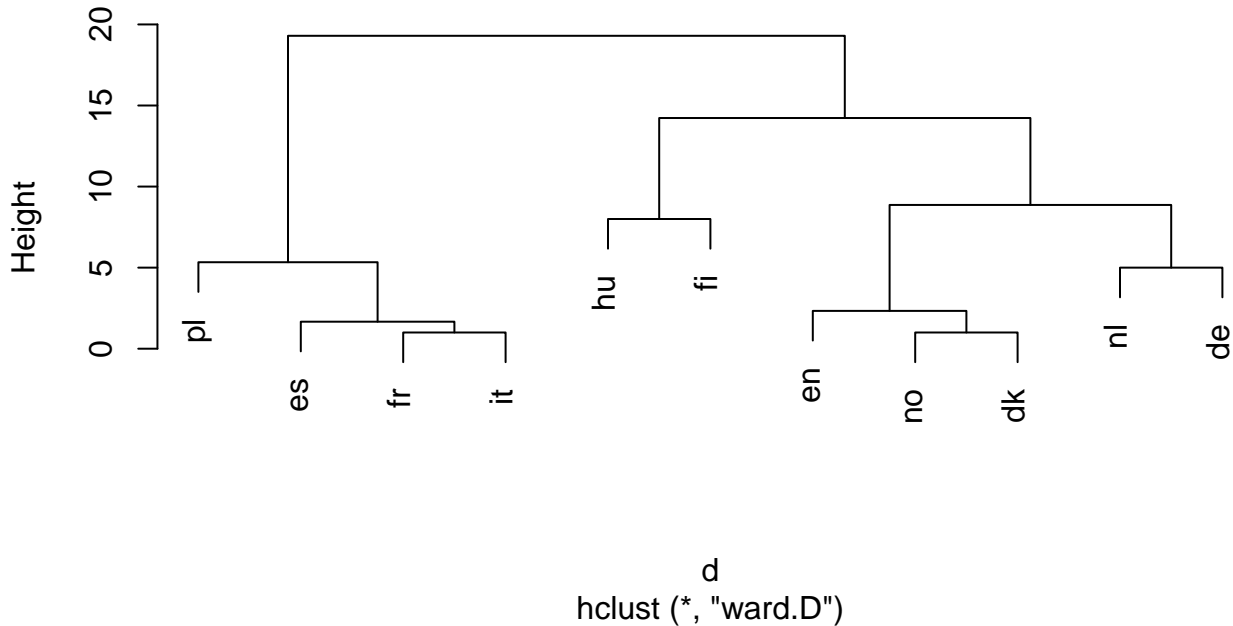 20
15
10
5
0
Height
pl
es
fr
it
hu
fi
en
no
dk
nl
de
d
hclust (*, "ward.D")